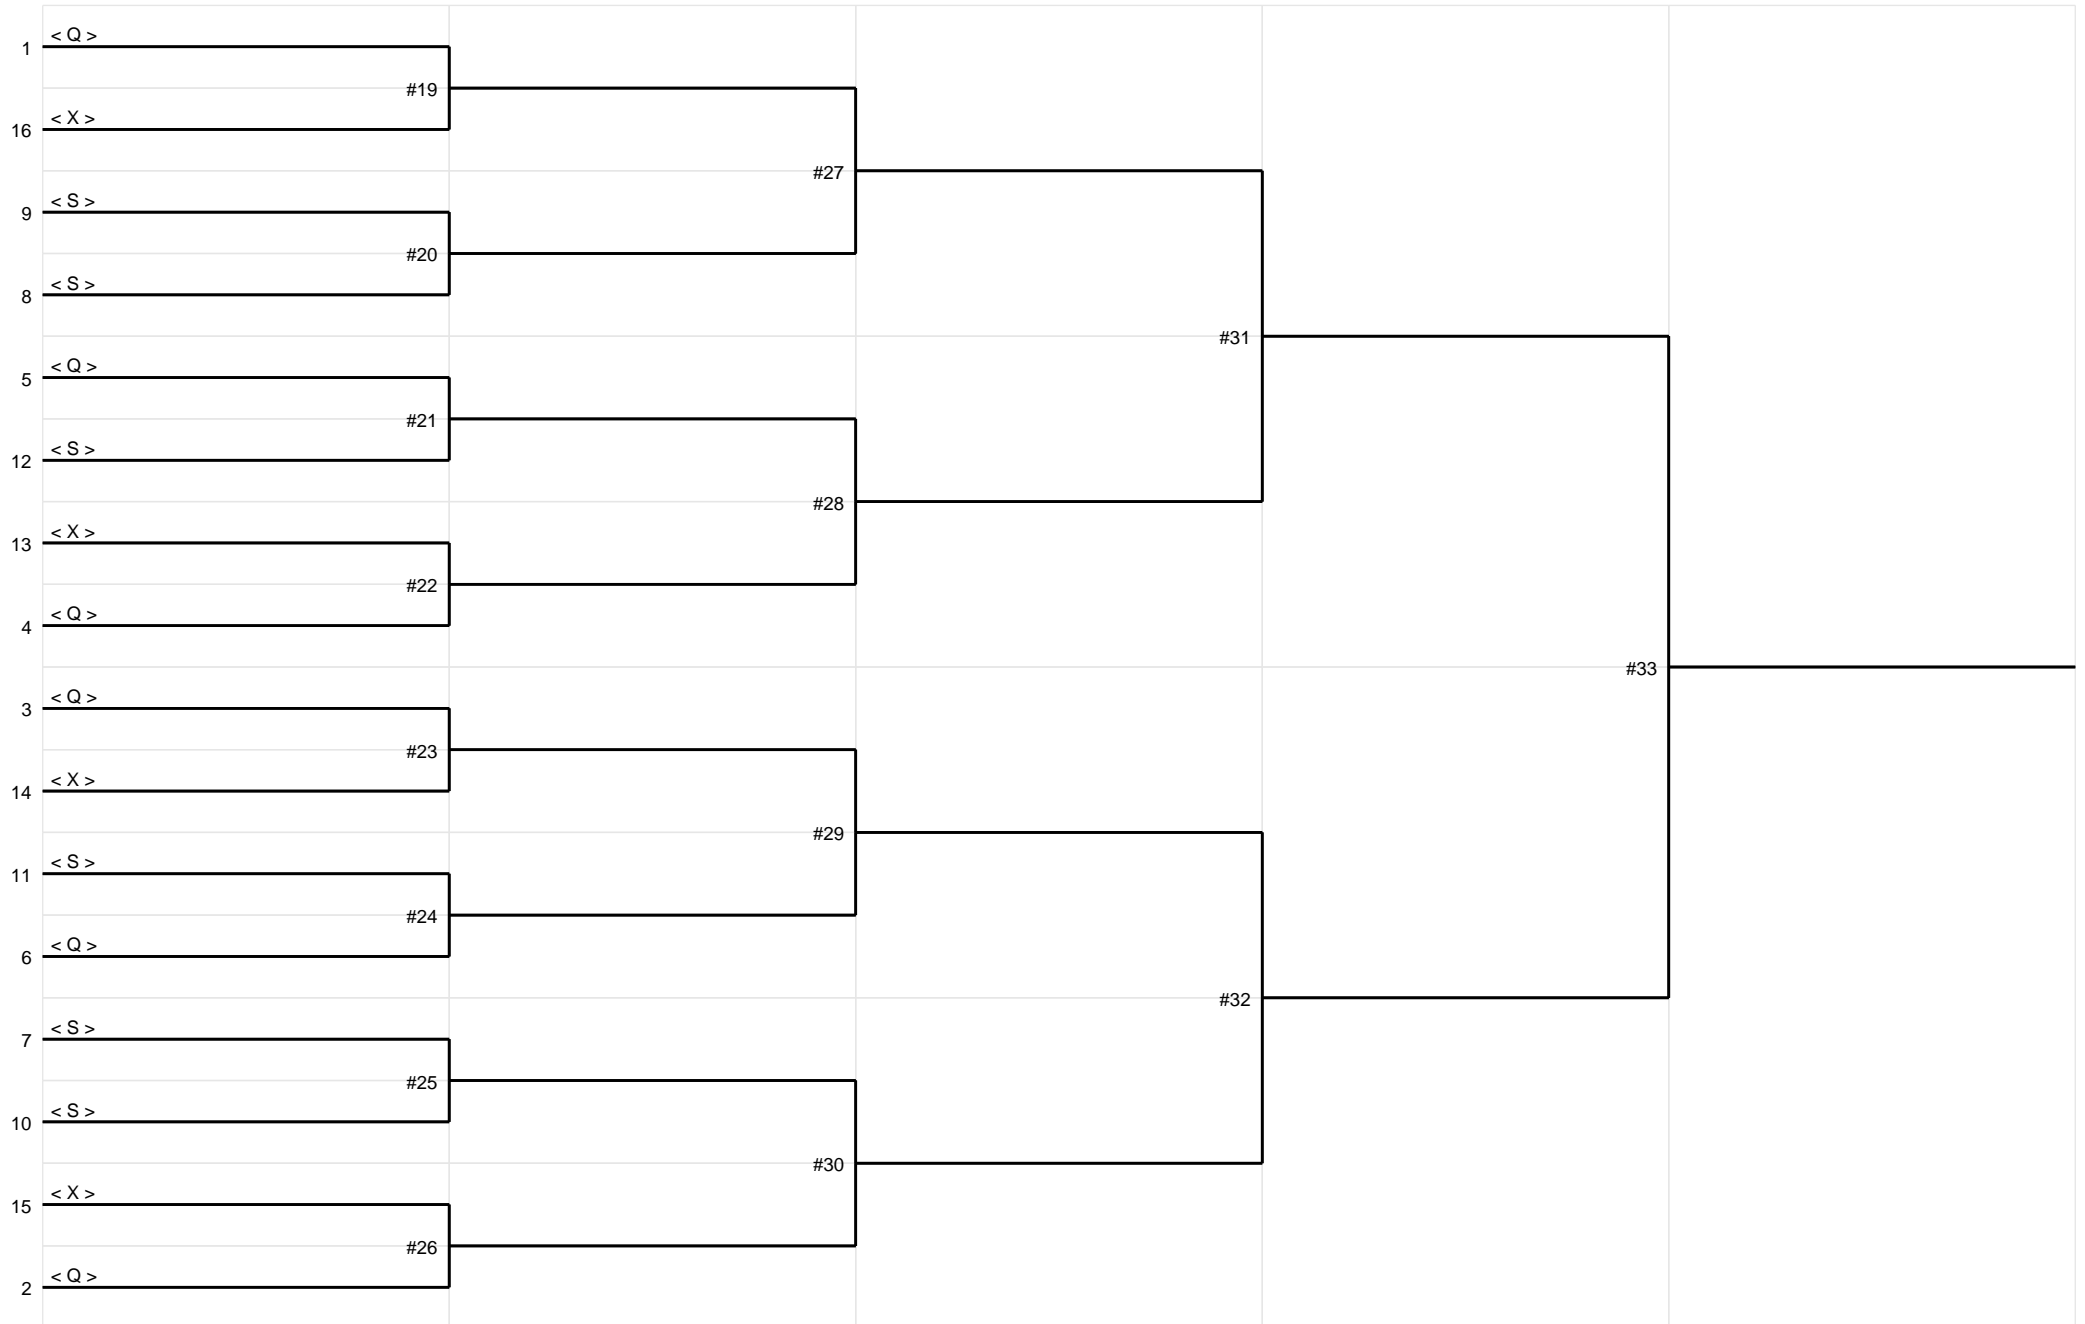 < Q >
1
#19
< X >
16
#27
< S >
9
#20
< S >
8
#31
< Q >
5
#21
< S >
12
#28
< X >
13
#22
< Q >
4
#33
< Q >
3
#23
< X >
14
#29
< S >
11
#24
< Q >
6
#32
< S >
7
#25
< S >
10
#30
< X >
15
#26
< Q >
2